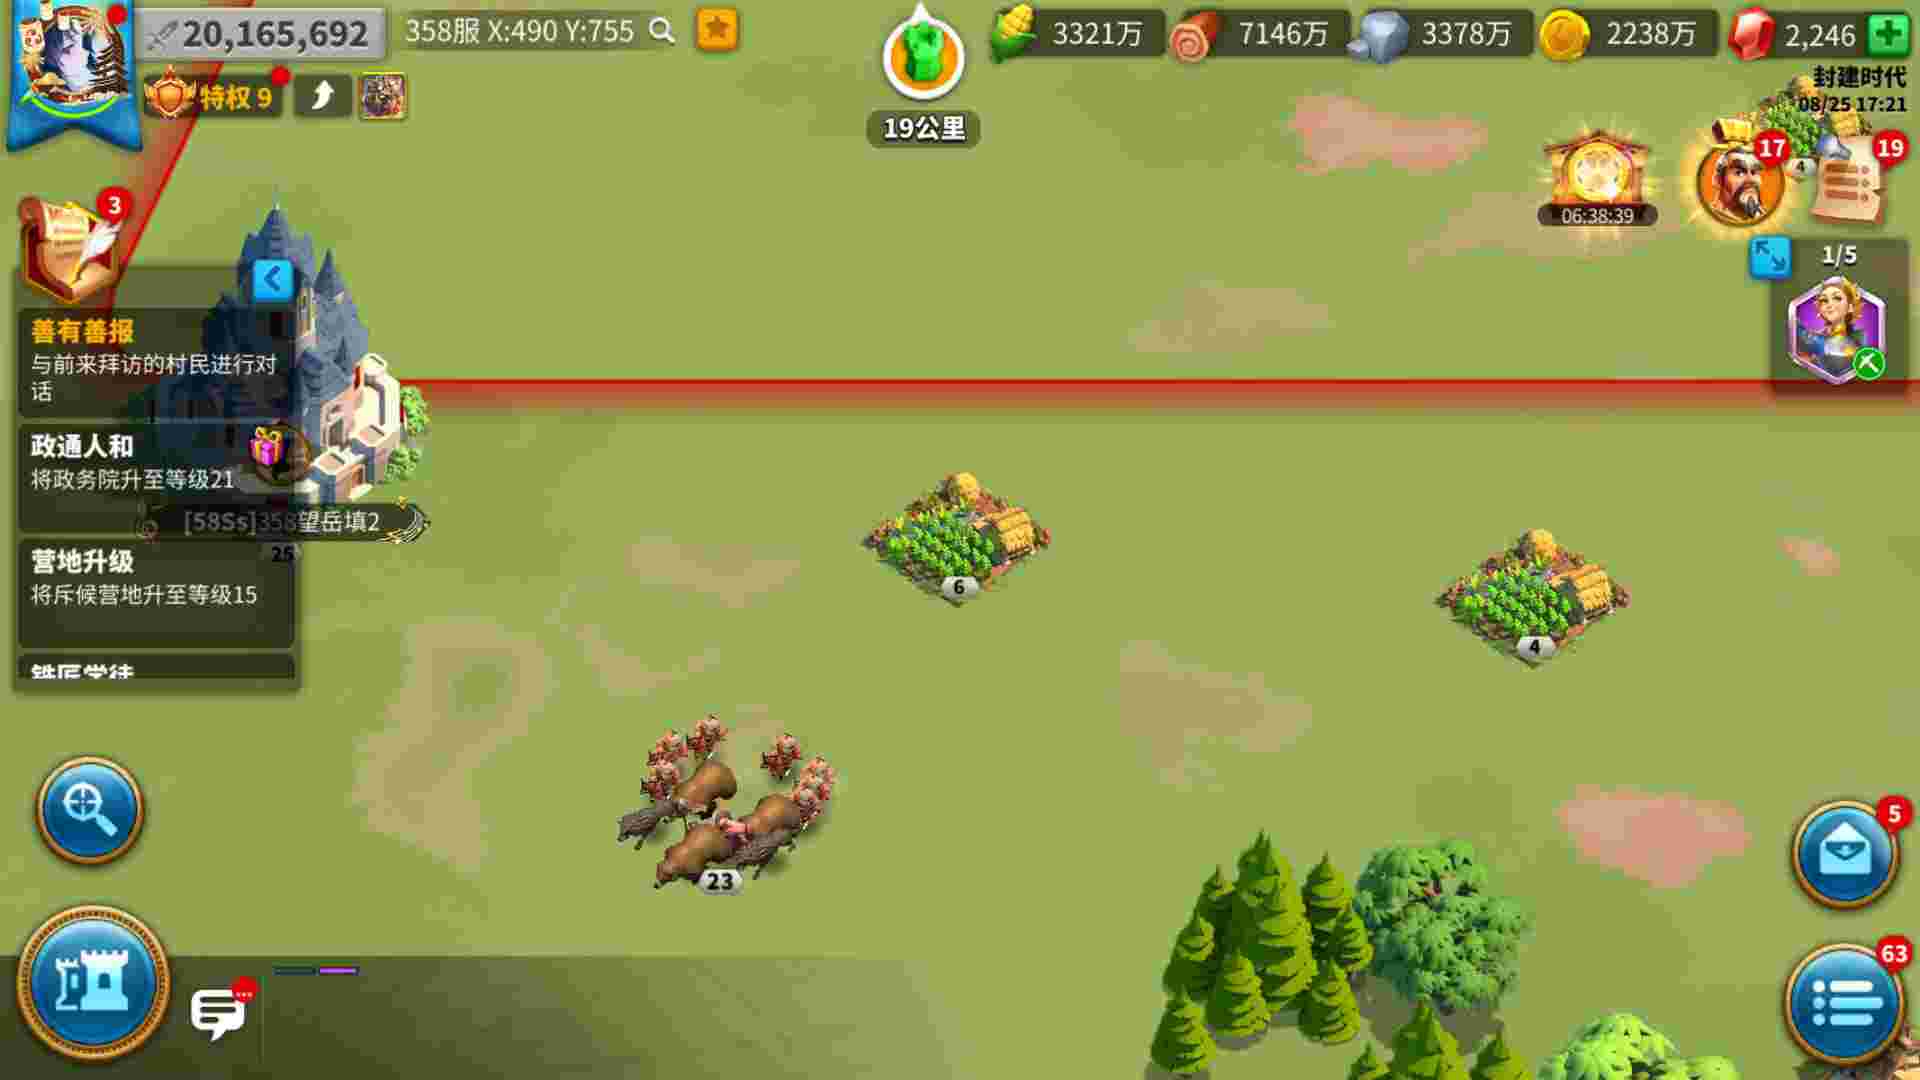 20,165,692
358服 X:490 Y:755
3321万
7146万
3378万
2238万
2,246
特权 9
19公里
封建时代
08/25 17:21
17
4
19
06:38:39
3
1/5
善有善报
与前来拜访的村民进行对
话
政通人和
将政务院升至等级21
[58Ss]358望岳填2
25
营地升级
将斥候营地升至等级15
铁匠学徒
6
4
23
5
63